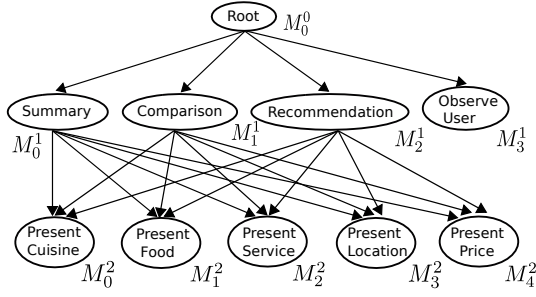 Root
M_0^0
Summary
Comparison
Recommendation
Observe
User
M_0^1
M_1^1
M_2^1
M_3^1
Present
Cuisine
Present
Food
Present
Service
Present
Location
Present
Price
M_0^2
M_1^2
M_2^2
M_3^2
M_4^2